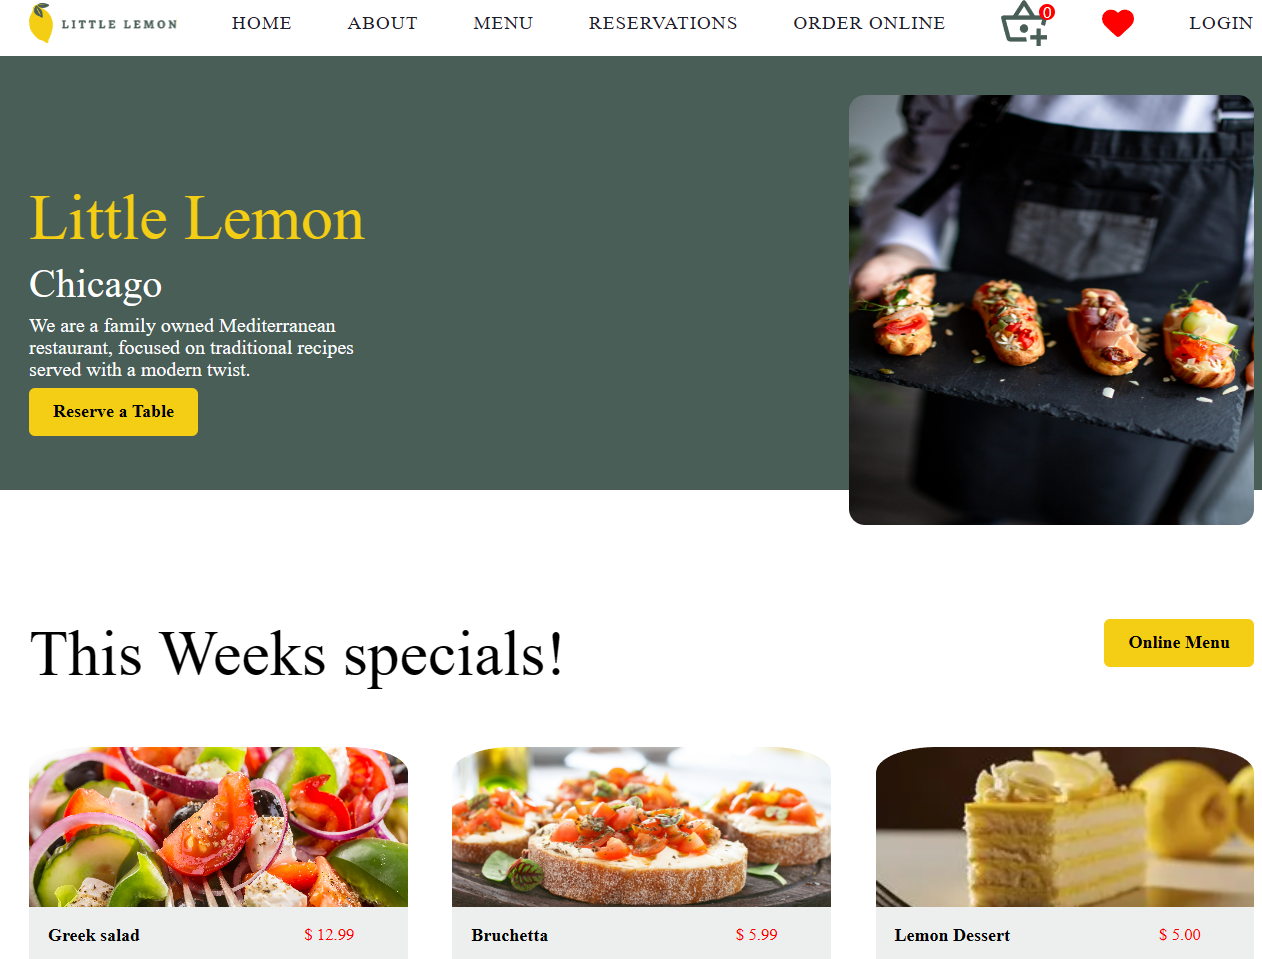 LITTLE LEMON
HOME
ABOUT
MENU
RESERVATIONS
ORDER ONLINE
0
LOGIN
Little Lemon
Chicago
We are a family owned Mediterranean
restaurant, focused on traditional recipes
served with a modern twist.
Reserve a Table
This Weeks specials!
Online Menu
Greek salad
$ 12.99
Bruchetta
$ 5.99
Lemon Dessert
$ 5.00